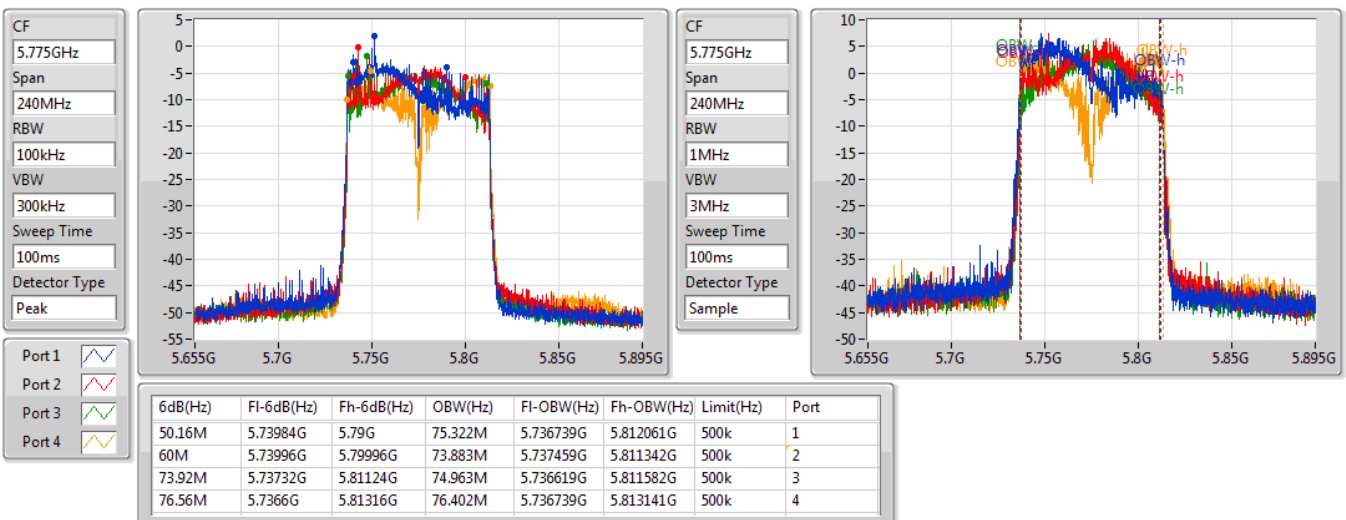 CF
5.775GHz
Span
240MHz
RBW
100kHz
VBW
300kHz
Sweep Time
100ms
Detector Type
Peak
5
0
-5
-10
-15
-20
-25
-30
-35
-40
-45
-50
-55
5.655G 5.7G 5.75G 5.8G 5.85G 5.895G
CF
5.775GHz
Span
240MHz
RBW
1MHz
VBW
3MHz
Sweep Time
100ms
Detector Type
Sample
10
5
0
-5
-10
-15
-20
-25
-30
-35
-40
-45
-50
OBW-h
OBW-h
OBW-h
OBW-h
5.655G 5.7G 5.75G 5.8G 5.85G 5.895G
Port 1
Port 2
Port 3
Port 4
6dB(Hz) Fl-6dB(Hz) Fh-6dB(Hz) OBW(Hz) Fl-OBW(Hz) Fh-OBW(Hz) Limit(Hz) Port
50.16M 5.73984G 5.79G 75.322M 5.736739G 5.812061G 500k 1
60M 5.73996G 5.79996G 73.883M 5.737459G 5.811342G 500k 2
73.92M 5.73732G 5.81124G 74.963M 5.736619G 5.811582G 500k 3
76.56M 5.7366G 5.81316G 76.402M 5.736739G 5.813141G 500k 4